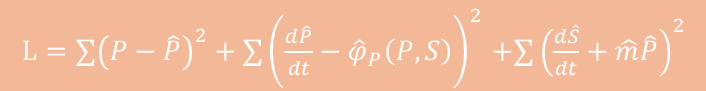 L = ∑(P − P̂)² + ∑(dP̂/dt − φ̂_P(P, S))² +∑(dŜ/dt + m̂P̂)²